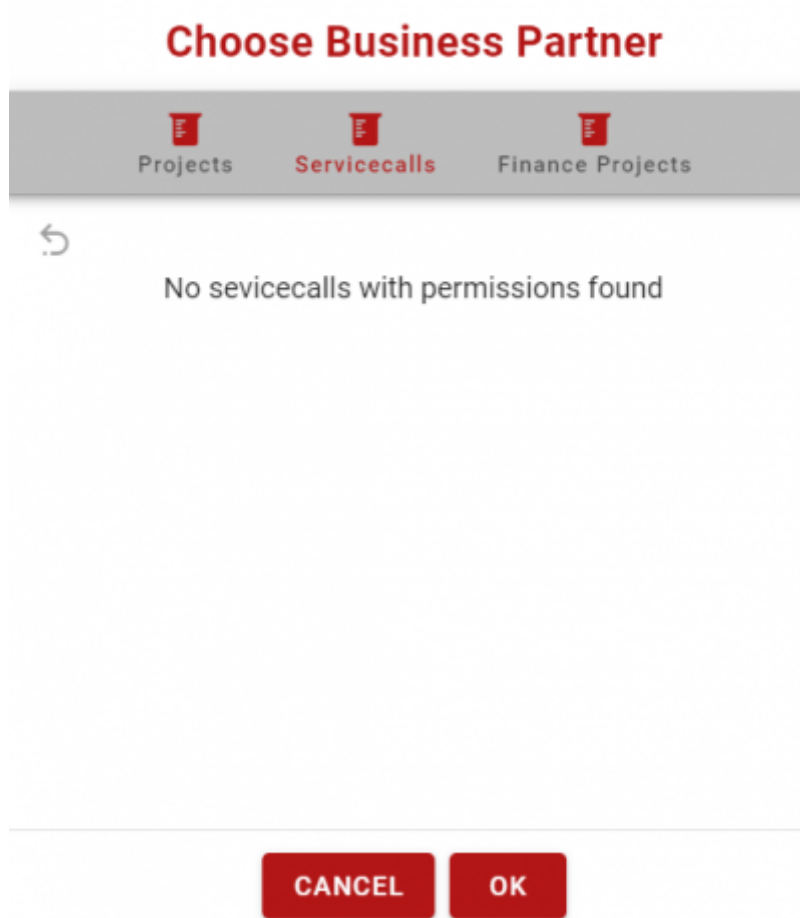 Choose Business Partner
Projects Servicecalls Finance Projects
No sevicecalls with permissions found
CANCEL OK